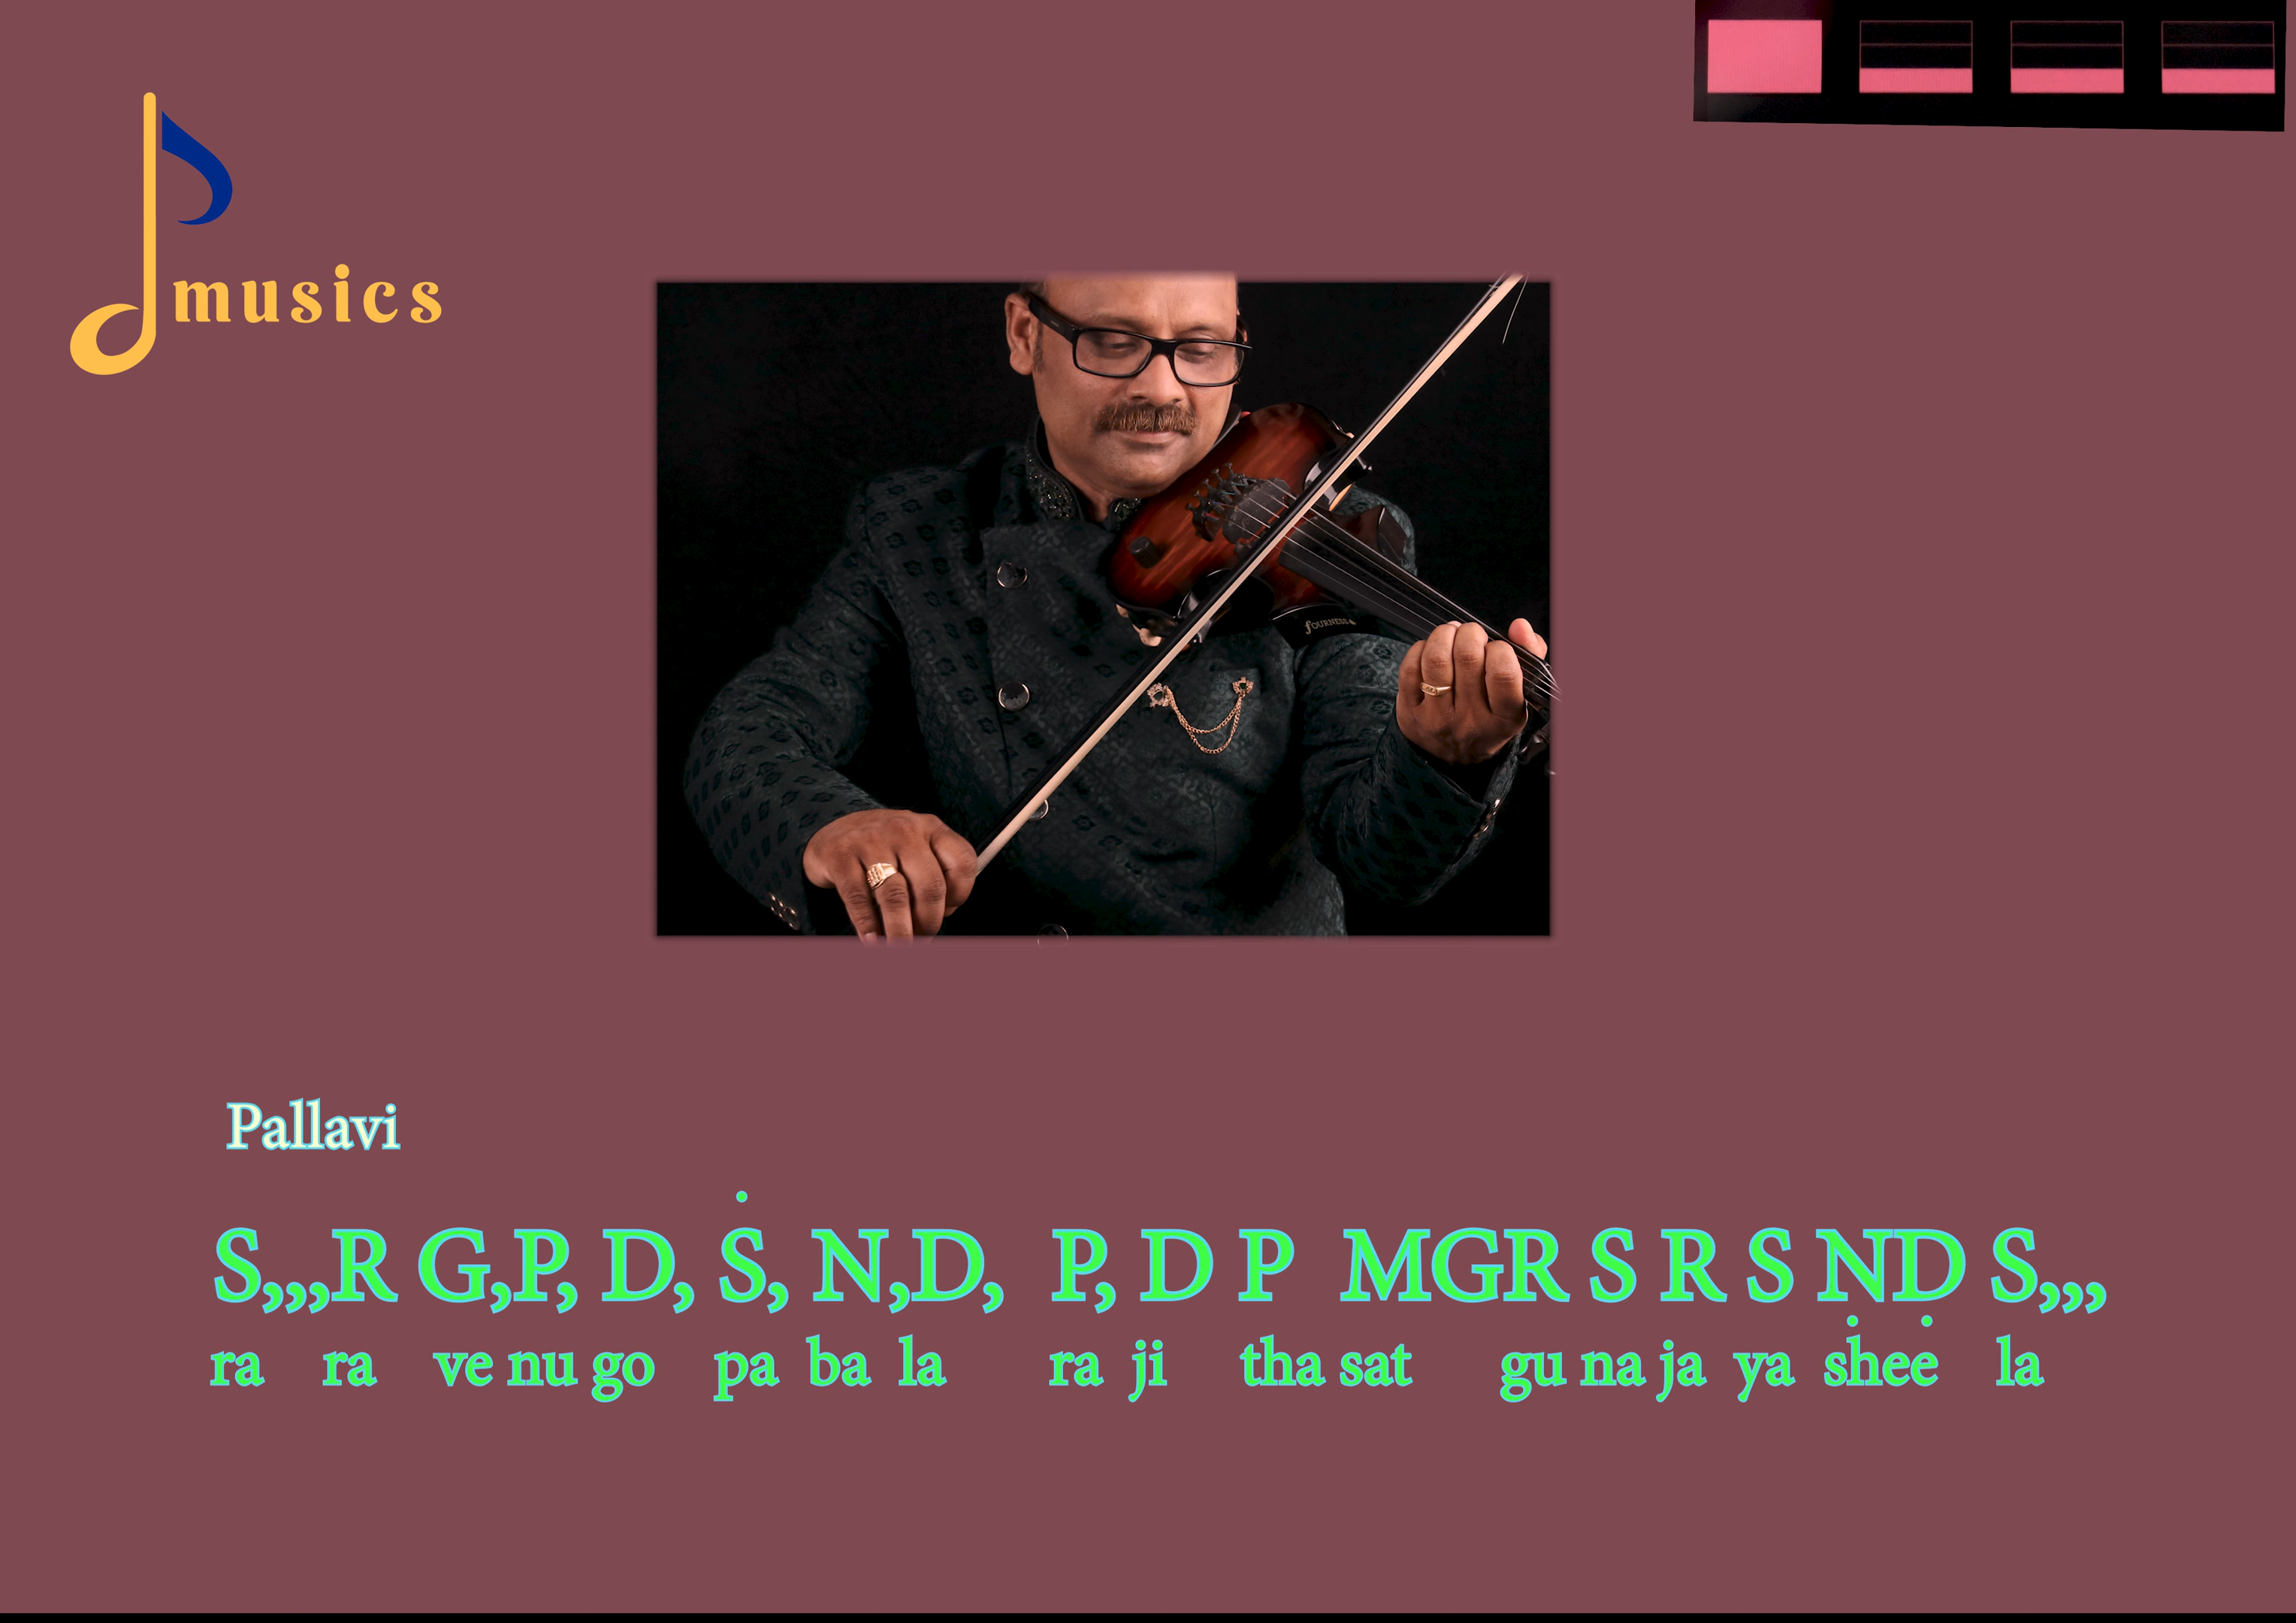 musics
fOURNESS
Pallavi
S,,,R G,P, D, Ṡ, N,D, P, D P MGR S R S ṆḌ S,,,
ra ra ve nu go pa ba la ra ji tha sat gu na ja ya shee la